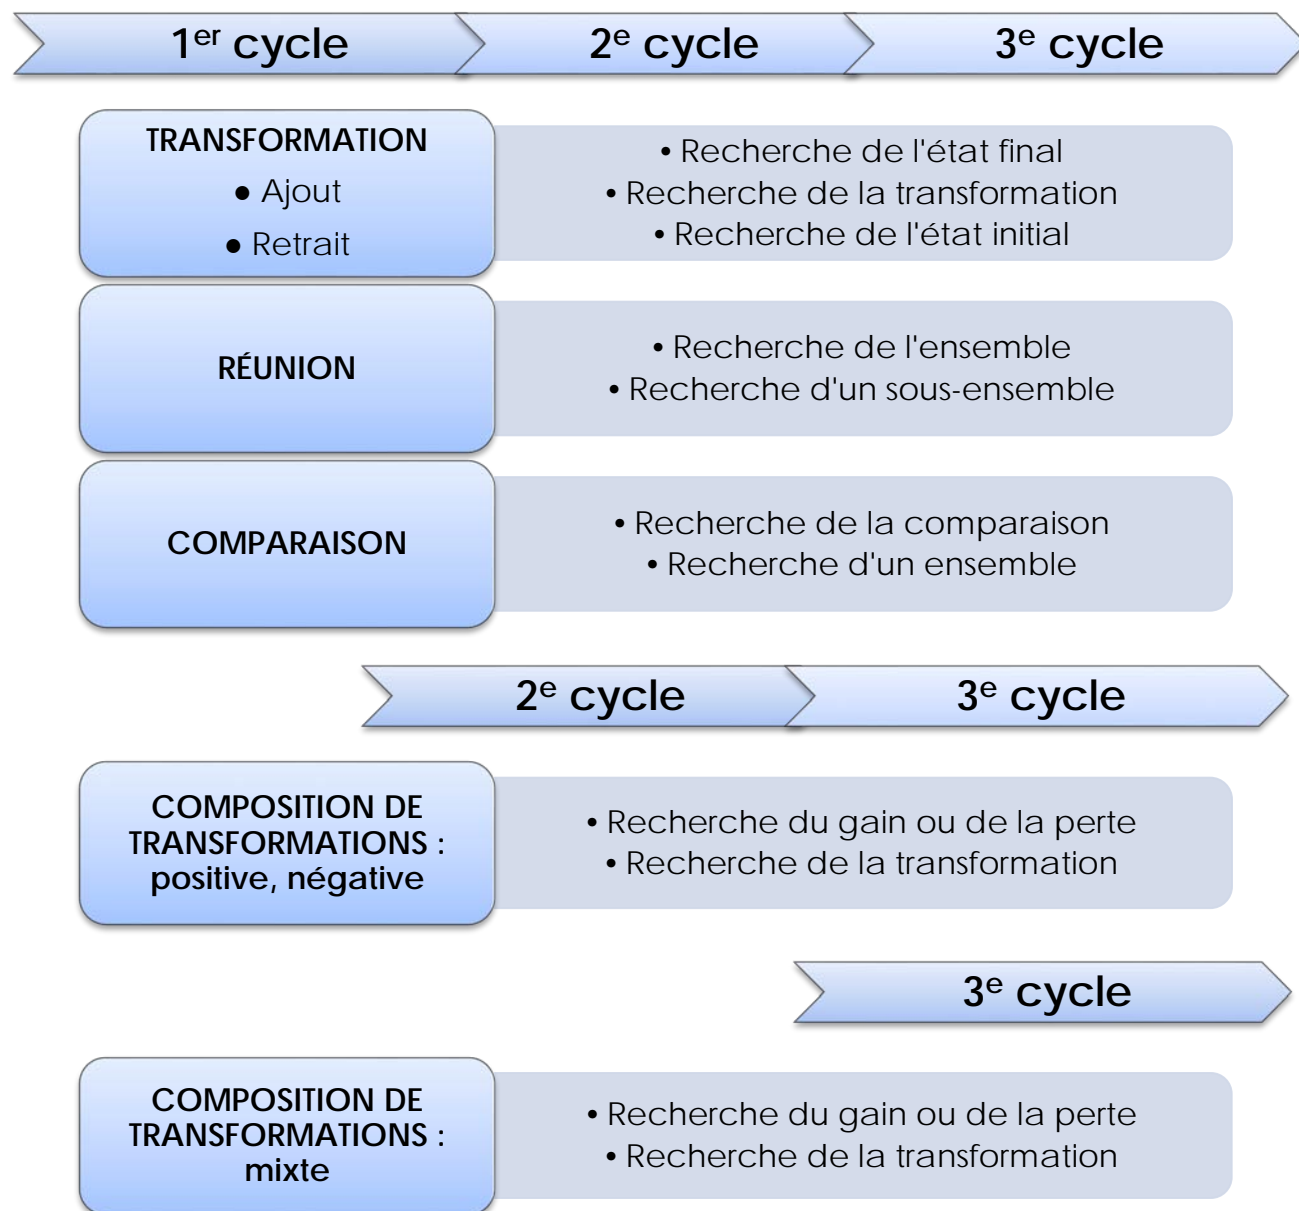 1er cycle 2e cycle 3e cycle
TRANSFORMATION
● Ajout
● Retrait
• Recherche de l'état final
• Recherche de la transformation
• Recherche de l'état initial
RÉUNION
• Recherche de l'ensemble
• Recherche d'un sous-ensemble
COMPARAISON
• Recherche de la comparaison
• Recherche d'un ensemble
2e cycle 3e cycle
COMPOSITION DE
TRANSFORMATIONS :
positive, négative
• Recherche du gain ou de la perte
• Recherche de la transformation
3e cycle
COMPOSITION DE
TRANSFORMATIONS :
mixte
• Recherche du gain ou de la perte
• Recherche de la transformation